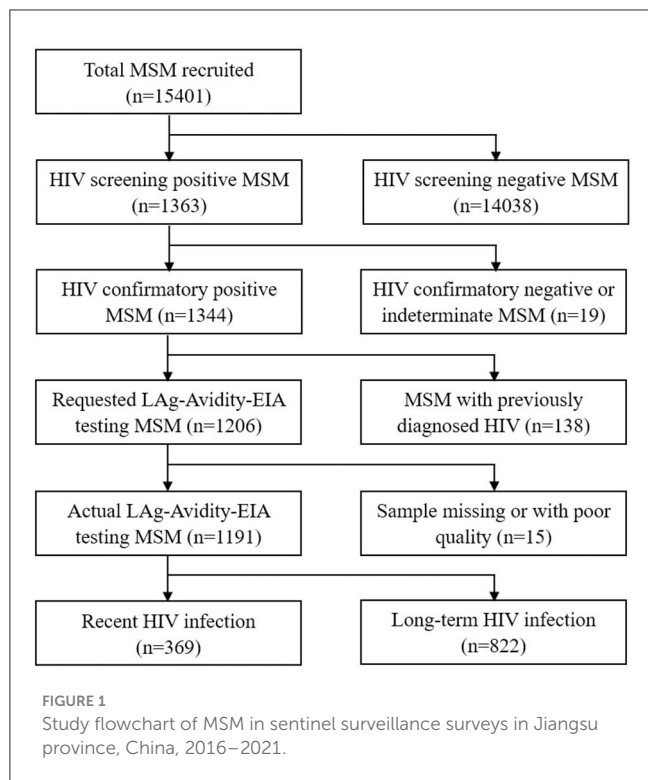 Total MSM recruited
(n=15401)
HIV screening positive MSM
(n=1363)
HIV screening negative MSM
(n=14038)
HIV confirmatory positive
MSM (n=1344)
HIV confirmatory negative or
indeterminate MSM (n=19)
Requested LAg-Avidity-EIA
testing MSM (n=1206)
MSM with previously
diagnosed HIV (n=138)
Actual LAg-Avidity-EIA
testing MSM (n=1191)
Sample missing or with poor
quality (n=15)
Recent HIV infection
(n=369)
Long-term HIV infection
(n=822)
FIGURE 1
Study flowchart of MSM in sentinel surveillance surveys in Jiangsu
province, China, 2016–2021.